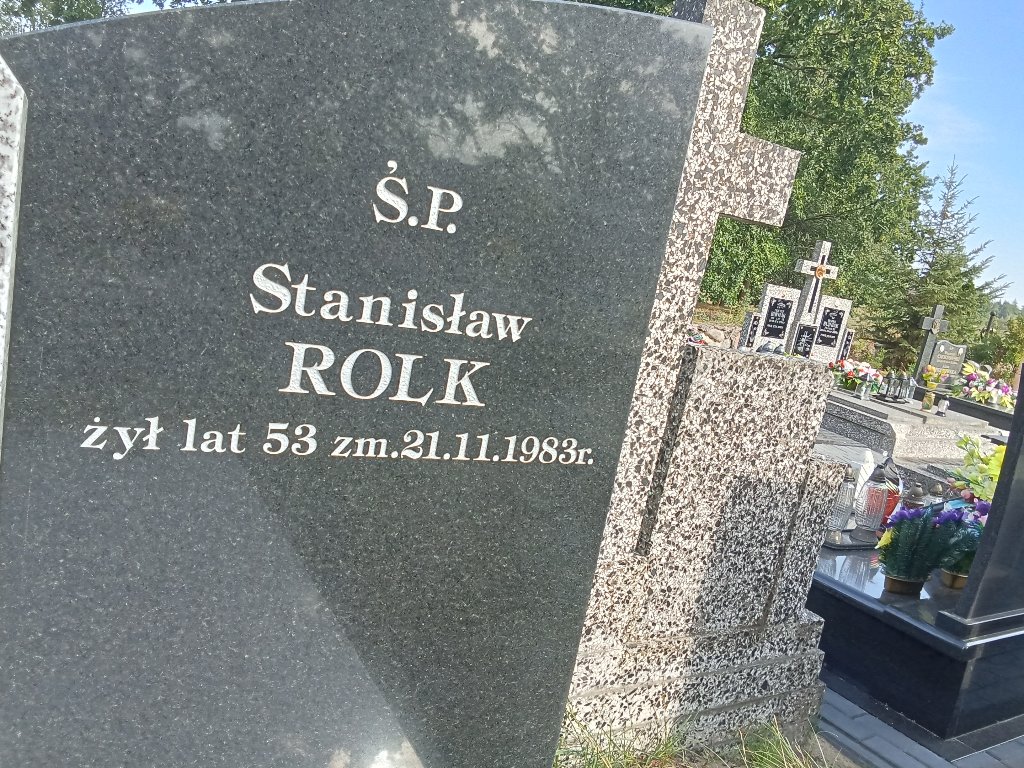 Ś.P.
Stanisław
ROLK
żył lat 53 zm.21.11.1983r.